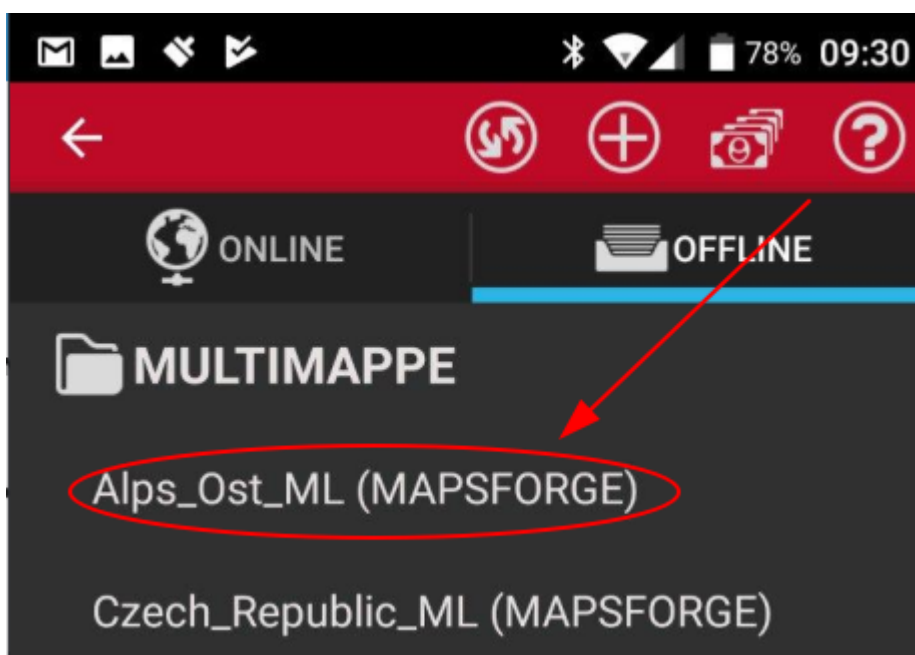 78% 09:30
ONLINE OFFLINE
MULTIMAPPE
Alps_Ost_ML (MAPSFORGE)
Czech_Republic_ML (MAPSFORGE)